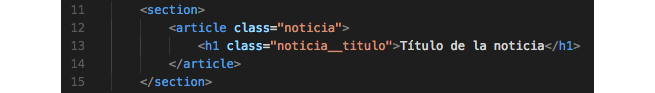 11 <section>
12 <article class="noticia">
13 <h1 class="noticia__titulo">Título de la noticia</h1>
14 </article>
15 </section>